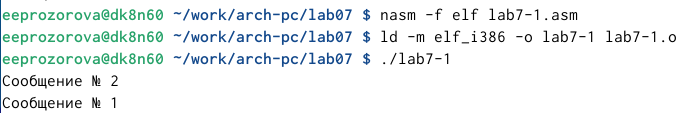 eeprozorova@dk8n60 ~/work/arch-pc/lab07 $ nasm -f elf lab7-1.asm
eeprozorova@dk8n60 ~/work/arch-pc/lab07 $ ld -m elf_i386 -o lab7-1 lab7-1.o
eeprozorova@dk8n60 ~/work/arch-pc/lab07 $ ./lab7-1
Сообщение № 2
Сообщение № 1